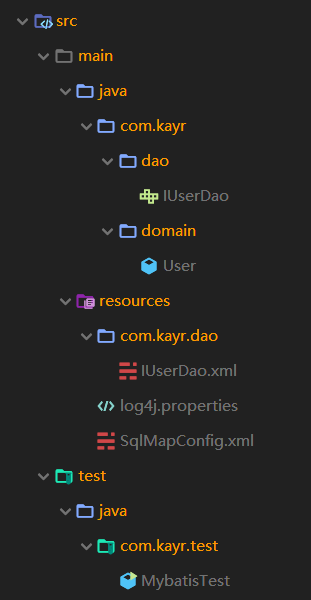 src
main
java
com.kayr
dao
IUserDao
domain
User
resources
com.kayr.dao
IUserDao.xml
log4j.properties
SqlMapConfig.xml
test
java
com.kayr.test
MybatisTest